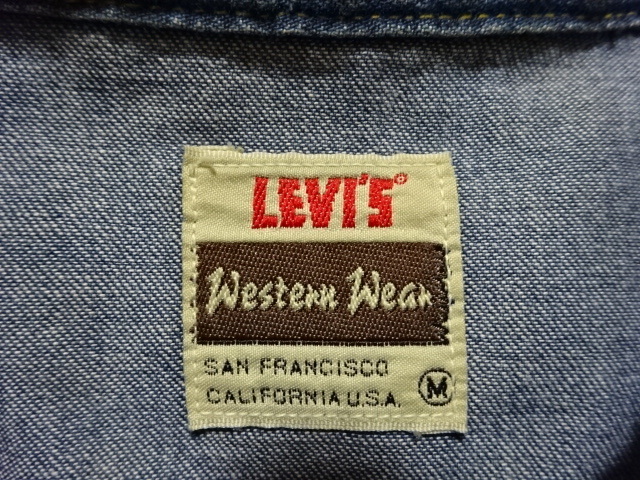 LEVI'S®
Western Wear
SAN FRANCISCO
CALIFORNIA U.S.A. M